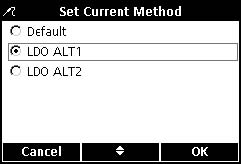 Set Current Method
Default
LDO ALT1
LDO ALT2
Cancel OK